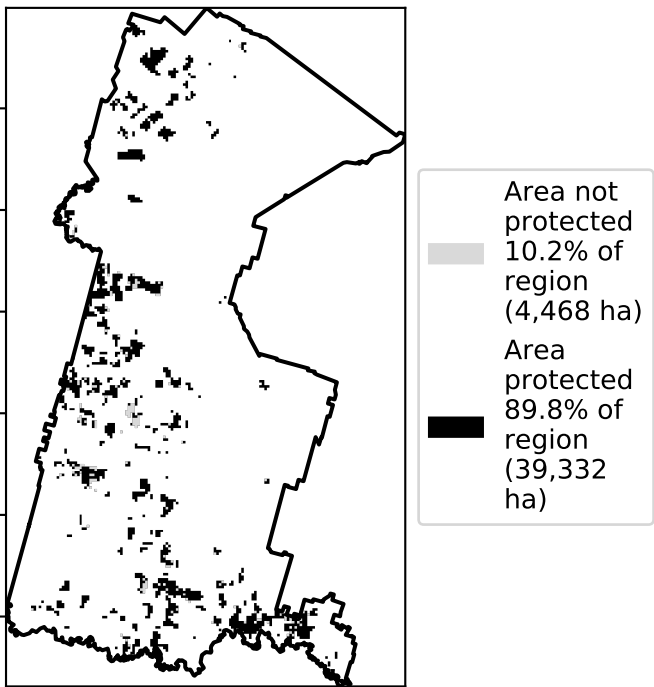 Area not
protected
10.2% of
region
(4,468 ha)
Area
protected
89.8% of
region
(39,332
ha)